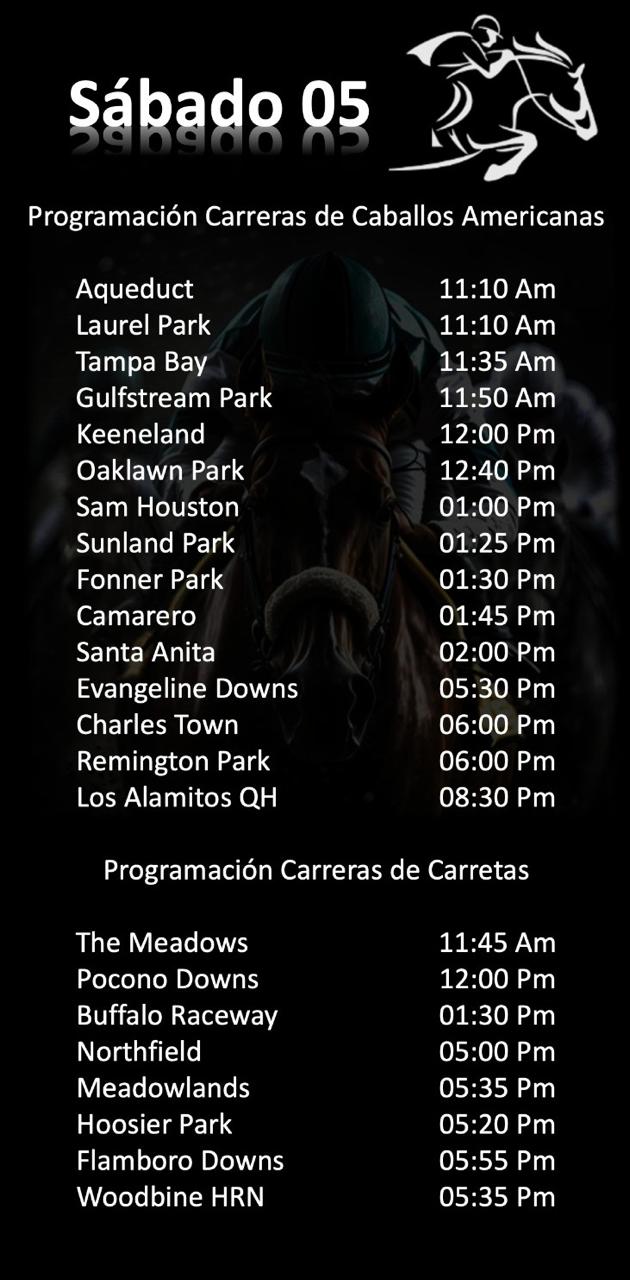 Sábado 05
Programación Carreras de Caballos Americanas
Aqueduct 11:10 Am
Laurel Park 11:10 Am
Tampa Bay 11:35 Am
Gulfstream Park 11:50 Am
Keeneland 12:00 Pm
Oaklawn Park 12:40 Pm
Sam Houston 01:00 Pm
Sunland Park 01:25 Pm
Fonner Park 01:30 Pm
Camarero 01:45 Pm
Santa Anita 02:00 Pm
Evangeline Downs 05:30 Pm
Charles Town 06:00 Pm
Remington Park 06:00 Pm
Los Alamitos QH 08:30 Pm
Programación Carreras de Carretas
The Meadows 11:45 Am
Pocono Downs 12:00 Pm
Buffalo Raceway 01:30 Pm
Northfield 05:00 Pm
Meadowlands 05:35 Pm
Hoosier Park 05:20 Pm
Flamboro Downs 05:55 Pm
Woodbine HRN 05:35 Pm